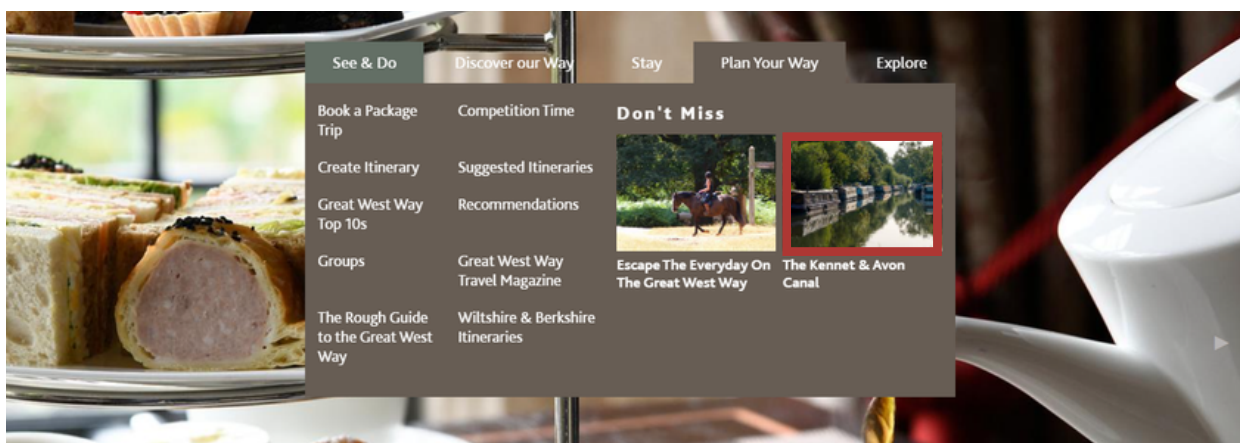 See & Do
Discover our Way
Stay
Plan Your Way
Explore
Book a Package
Trip
Create Itinerary
Great West Way
Top 10s
Groups
The Rough Guide
to the Great West
Way
Competition Time
Suggested Itineraries
Recommendations
Great West Way
Travel Magazine
Wiltshire & Berkshire
Itineraries
Don't Miss
Escape The Everyday On
The Great West Way
The Kennet & Avon
Canal